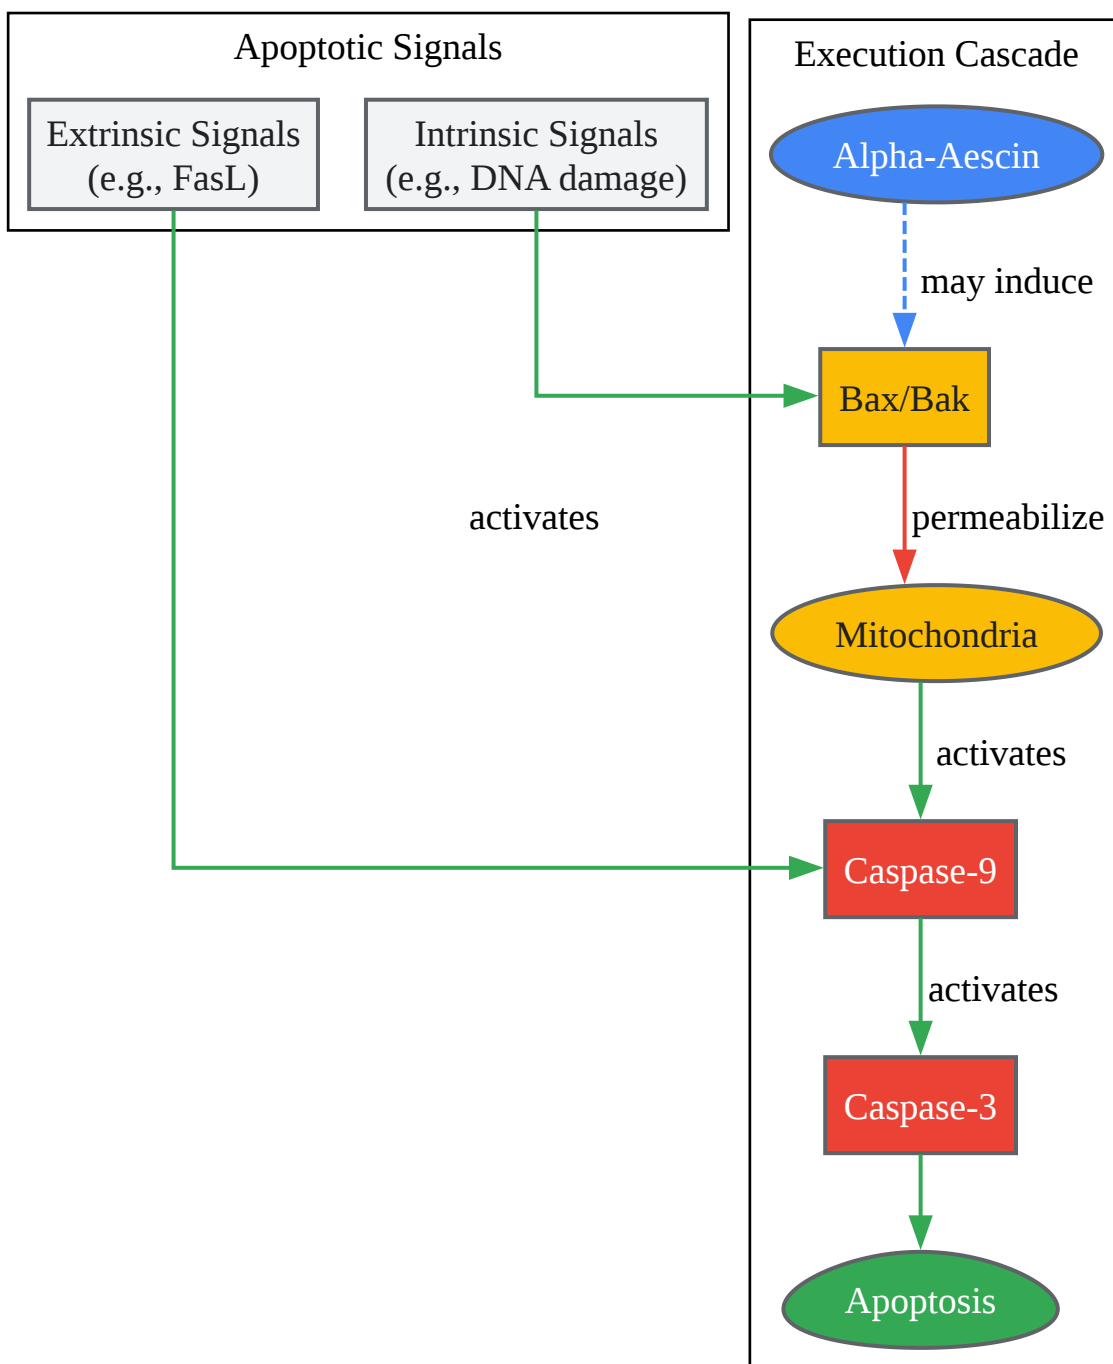 Apoptotic Signals
Extrinsic Signals
(e.g., FasL)
Intrinsic Signals
(e.g., DNA damage)
Execution Cascade
Alpha-Aescin
may induce
Bax/Bak
activates
permeabilize
Mitochondria
activates
Caspase-9
activates
Caspase-3
Apoptosis